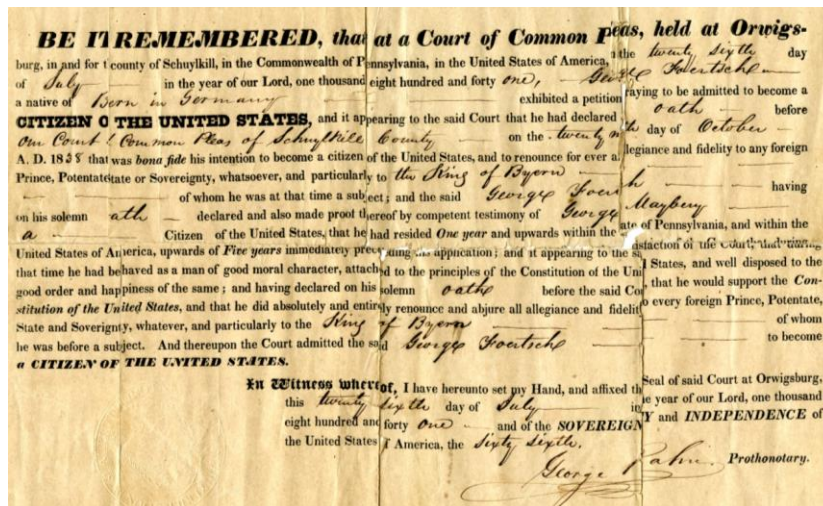 BE IT REMEMBERED, that at a Court of Common Peas, held at Orwigs-
burg, in and for t county of Schuylkill, in the Commonwealth of Pennsylvania, in the United States of America, the twenty sixth day
of July in the year of our Lord, one thousand eight hundred and forty one, George Foertsch
a native of Born in Germany exhibited a petition raying to be admitted to become a
CITIZEN O THE UNITED STATES, and it appearing to the said Court that he had declared oath before
our Court Common Pleas of Schuylkill County on the twenty th day of October
A. D. 1838 that was bona fide his intention to become a citizen of the United States, and to renounce for ever al legiance and fidelity to any foreign
Prince, Potentate State or Sovereignty, whatsoever, and particularly to the King of Byern
of whom he was at that time a subject; and the said George Foertsch having
on his solemn oath declared and also made proof thereof by competent testimony of George Mayberry
a Citizen of the United States, that he had resided One year and upwards within the ate of Pennsylvania, and within the
United States of America, upwards of Five years immediately preceding his application; and it appearing to the sa sfaction of the Court, that during
that time he had behaved as a man of good moral character, attached to the principles of the Constitution of the Uni d States, and well disposed to the
good order and happiness of the same; and having declared on his solemn oath before the said Co , that he would support the Con-
stitution of the United States, and that he did absolutely and entirely renounce and abjure all allegiance and fidelit o every foreign Prince, Potentate,
State and Soverignty, whatever, and particularly to the King of Byern of whom
he was before a subject. And thereupon the Court admitted the said George Foertsch to become
a CITIZEN OF THE UNITED STATES.
In Witness whereof, I have hereunto set my Hand, and affixed th Seal of said Court at Orwigsburg,
this twenty sixth day of July in e year of our Lord, one thousand
eight hundred and forty one and of the SOVEREIGN Y and INDEPENDENCE of
the United States of America, the sixty sixth.
George Rahn Prothonotary.